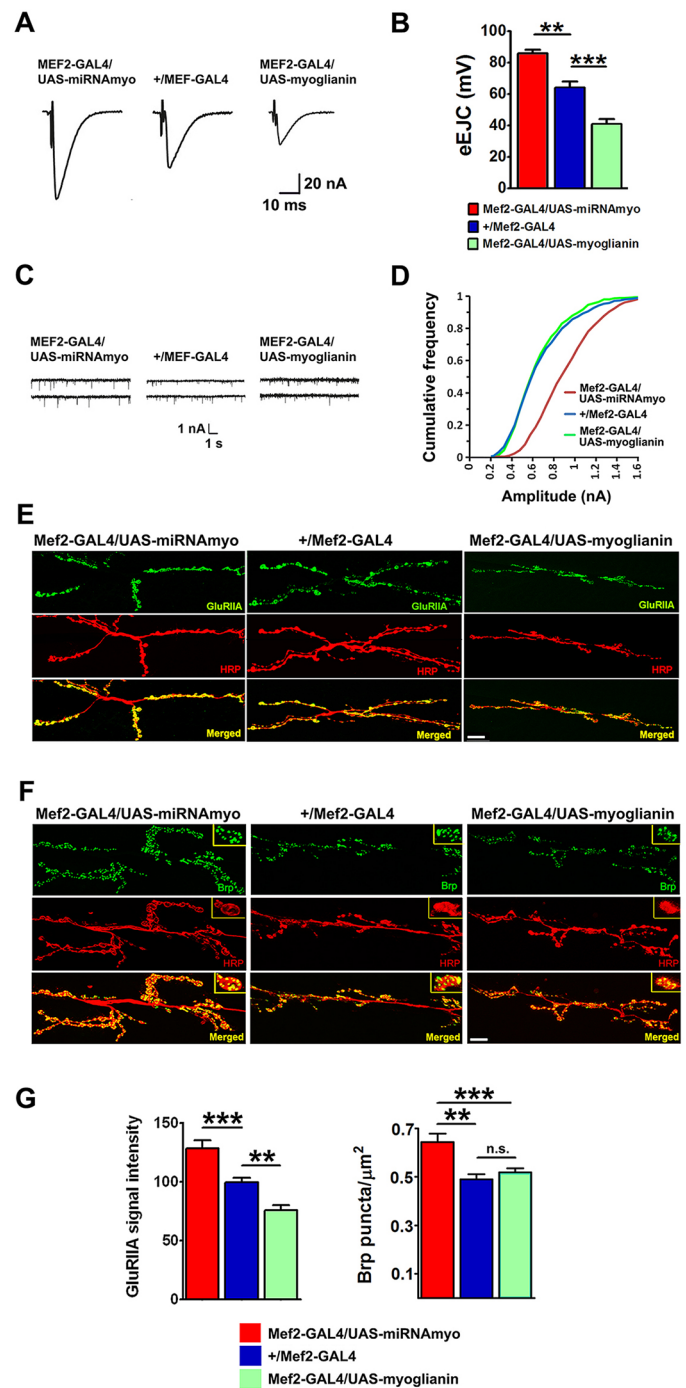 A
MEF2-GAL4/
UAS-miRNAmyo
+/MEF-GAL4
MEF2-GAL4/
UAS-myoglianin
20 nA
10 ms
B
eEJC (mV)
100
80
60
40
20
0
**
***
Mef2-GAL4/UAS-miRNAmyo
+/Mef2-GAL4
Mef2-GAL4/UAS-myoglianin
C
MEF2-GAL4/
UAS-miRNAmyo
+/MEF-GAL4
MEF2-GAL4/
UAS-myoglianin
1 nA
1 s
D
Cumulative frequency
1
0.8
0.6
0.4
0.2
0
Mef2-GAL4/
UAS-miRNAmyo
+/Mef2-GAL4
Mef2-GAL4/
UAS-myoglianin
0 0.2 0.4 0.6 0.8 1 1.2 1.4 1.6
Amplitude (nA)
E
Mef2-GAL4/UAS-miRNAmyo
+/Mef2-GAL4
Mef2-GAL4/UAS-myoglianin
GluRIIA
GluRIIA
GluRIIA
HRP
HRP
HRP
Merged
Merged
Merged
F
Mef2-GAL4/UAS-miRNAmyo
+/Mef2-GAL4
Mef2-GAL4/UAS-myoglianin
Brp
Brp
Brp
HRP
HRP
HRP
Merged
Merged
Merged
G
GluRIIA signal intensity
150
100
50
0
***
**
Brp puncta/µm²
0.7
0.5
0.3
0.1
***
**
n.s.
Mef2-GAL4/UAS-miRNAmyo
+/Mef2-GAL4
Mef2-GAL4/UAS-myoglianin